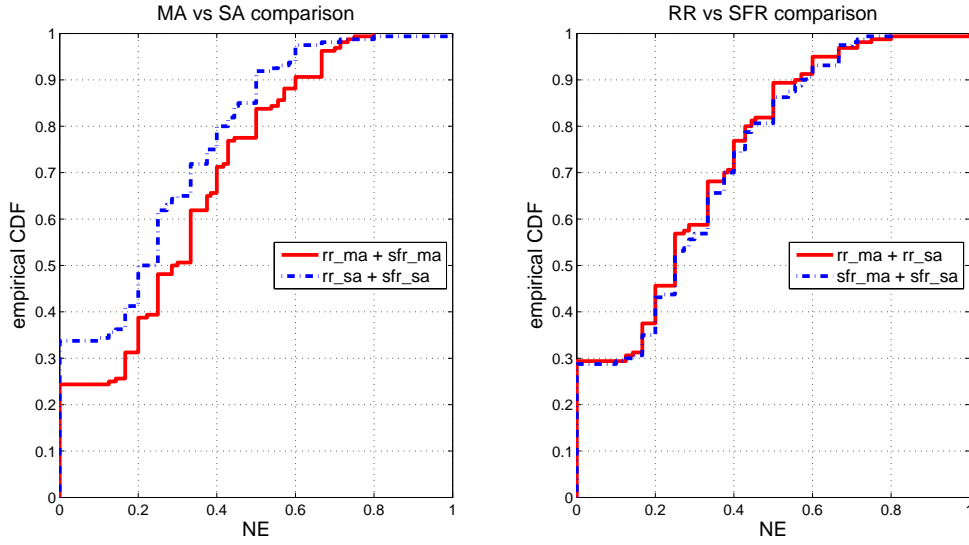 MA vs SA comparison
1
0.9
0.8
0.7
0.6
0.5
0.4
0.3
0.2
0.1
0
empirical CDF
rr_ma + sfr_ma
rr_sa + sfr_sa
0 0.2 0.4 0.6 0.8 1
NE
RR vs SFR comparison
1
0.9
0.8
0.7
0.6
0.5
0.4
0.3
0.2
0.1
0
empirical CDF
rr_ma + rr_sa
sfr_ma + sfr_sa
0 0.2 0.4 0.6 0.8 1
NE